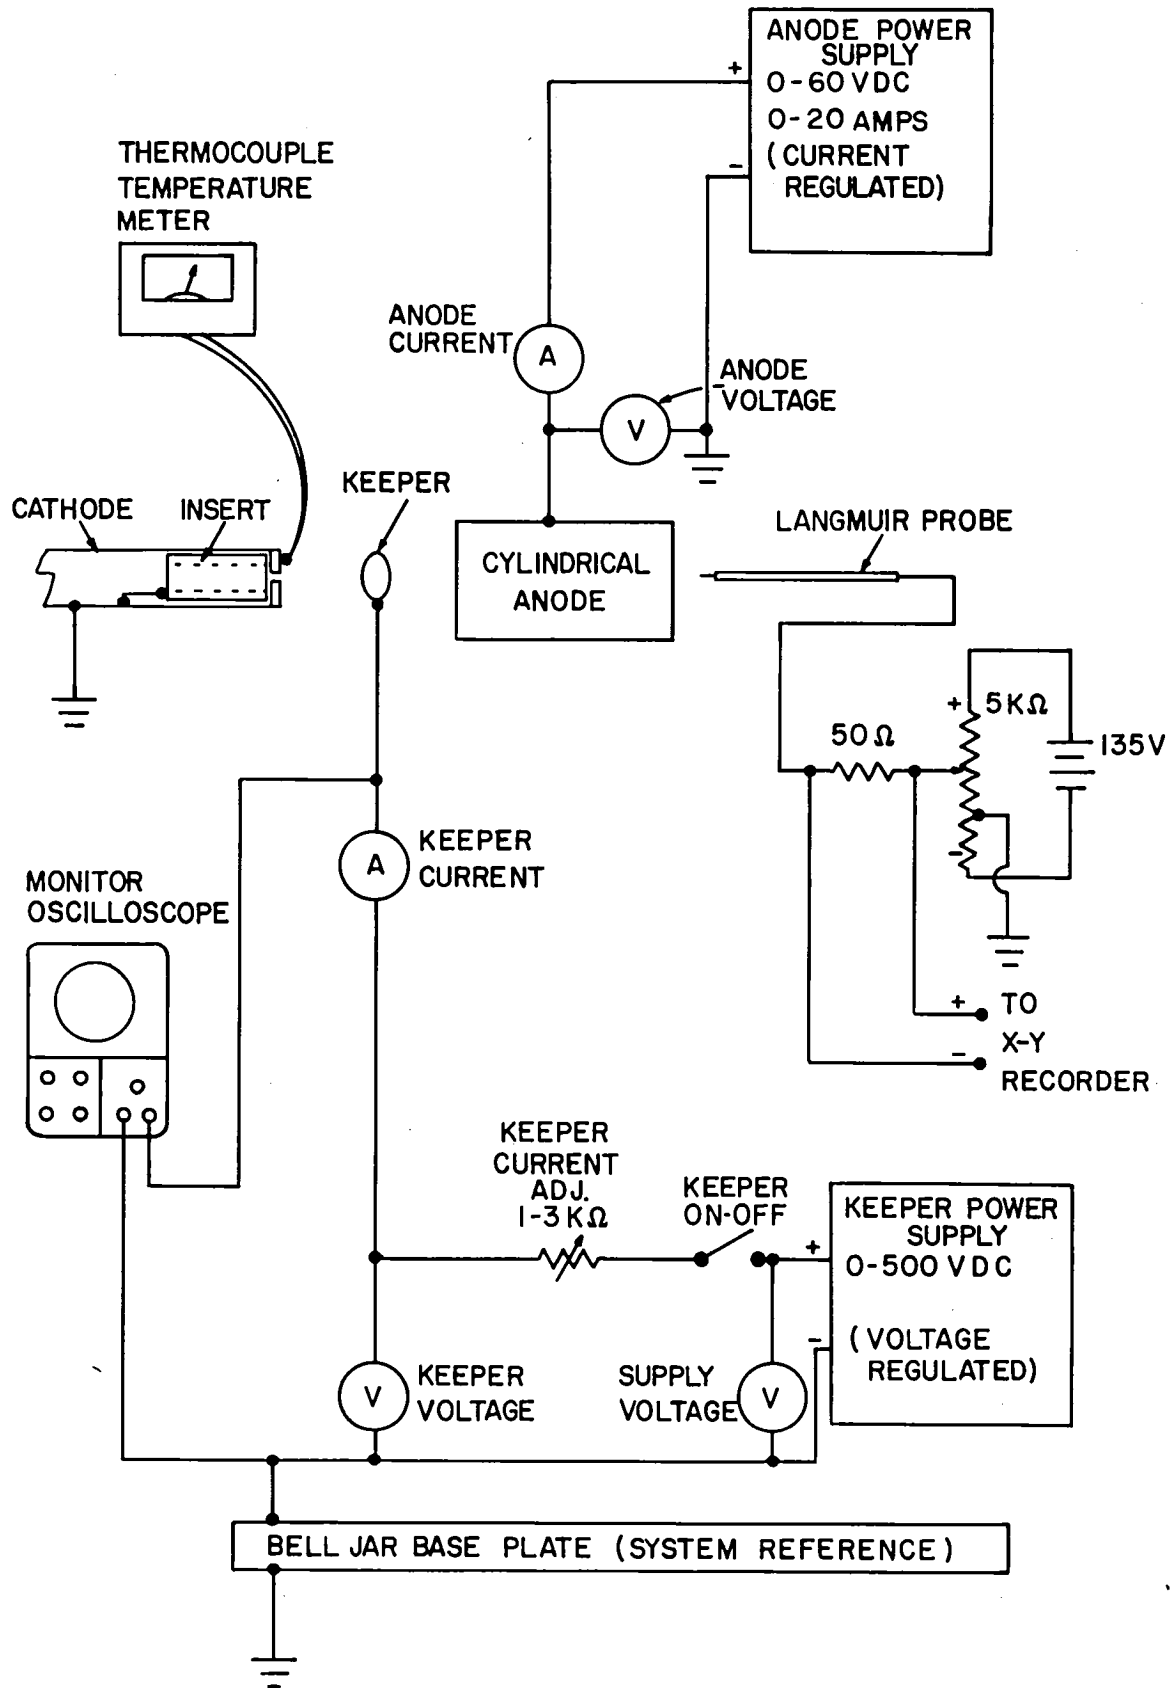 ANODE POWER
SUPPLY
+
0-60 VDC
0-20 AMPS
- (CURRENT
REGULATED)
THERMOCOUPLE
TEMPERATURE
METER
ANODE
CURRENT
A
ANODE
VOLTAGE
V
KEEPER
CATHODE
INSERT
LANGMUIR PROBE
CYLINDRICAL
ANODE
+
5KΩ
50Ω
135V
-
KEEPER
CURRENT
A
MONITOR
OSCILLOSCOPE
+ TO
X-Y
-
RECORDER
KEEPER
CURRENT
ADJ.
1-3 KΩ
KEEPER
ON-OFF
KEEPER POWER
SUPPLY
+
0-500 VDC
- (VOLTAGE
REGULATED)
KEEPER
VOLTAGE
V
SUPPLY
VOLTAGE
V
BELL JAR BASE PLATE (SYSTEM REFERENCE)